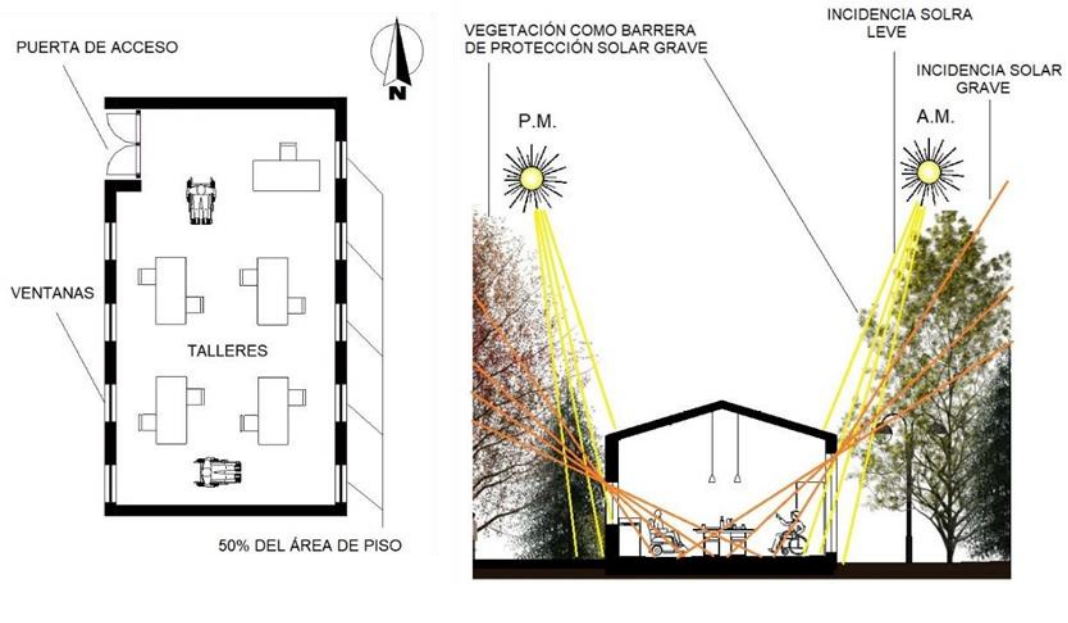 PUERTA DE ACCESO
N
VENTANAS
TALLERES
50% DEL ÁREA DE PISO
VEGETACIÓN COMO BARRERA
DE PROTECCIÓN SOLAR GRAVE
INCIDENCIA SOLRA
LEVE
INCIDENCIA SOLAR
GRAVE
P.M.
A.M.